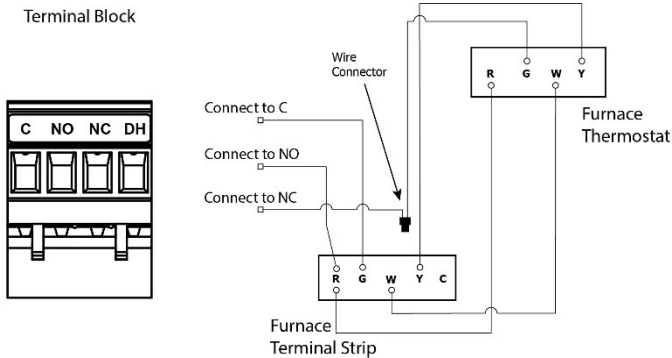 Terminal Block
C NO NC DH
Wire
Connector
Connect to C
Connect to NO
Connect to NC
R G W Y
Furnace
Thermostat
R G W Y C
Furnace
Terminal Strip